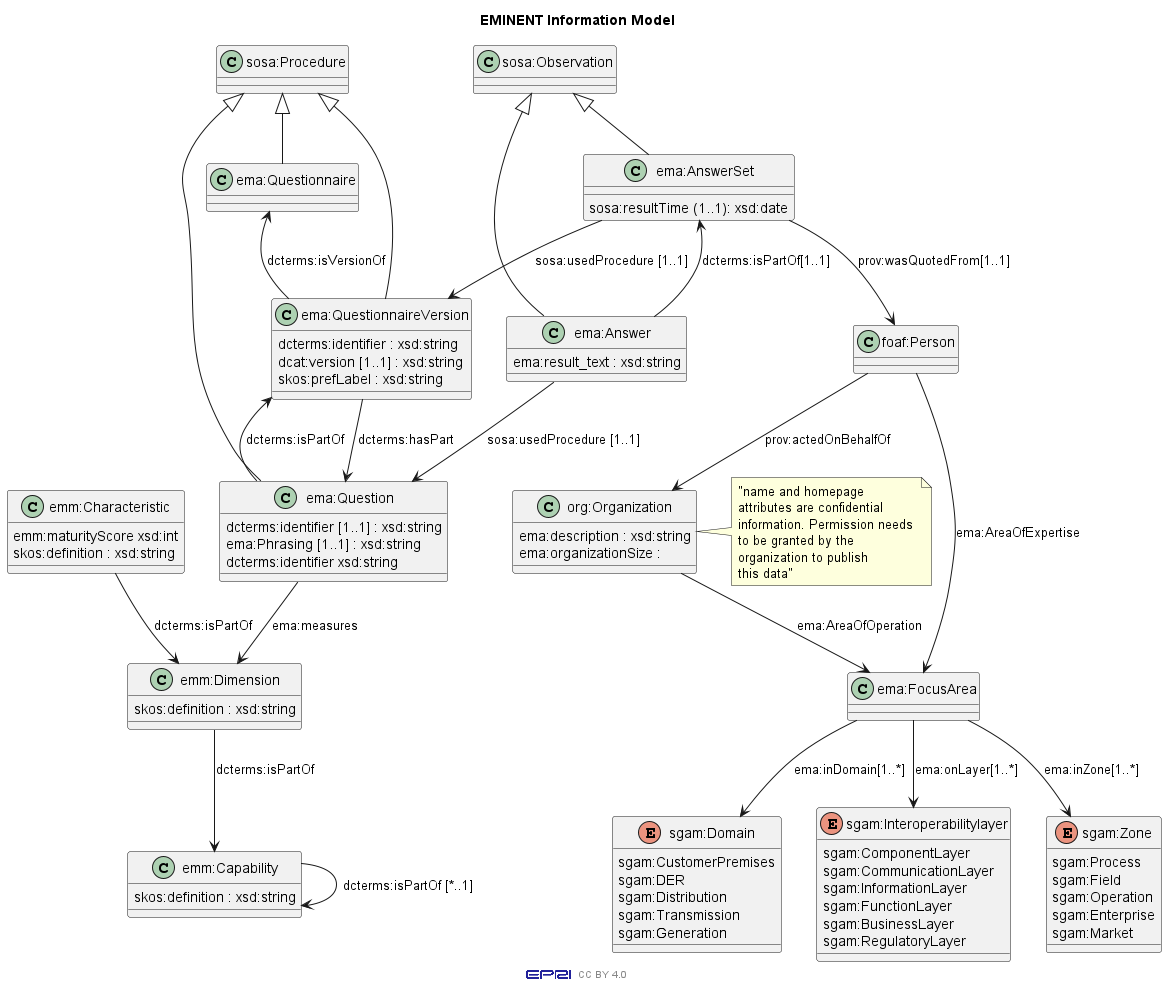 EMINENT Information Model
C sosa:Procedure
C sosa:Observation
C ema:Questionnaire
C ema:AnswerSet
sosa:resultTime (1..1): xsd:date
dcterms:isVersionOf
sosa:usedProcedure [1..1]
dcterms:isPartOf[1..1]
prov:wasQuotedFrom[1..1]
C ema:QuestionnaireVersion
dcterms:identifier : xsd:string
dcat:version [1..1] : xsd:string
skos:prefLabel : xsd:string
C ema:Answer
ema:result_text : xsd:string
C foaf:Person
dcterms:isPartOf
dcterms:hasPart
sosa:usedProcedure [1..1]
prov:actedOnBehalfOf
C emm:Characteristic
emm:maturityScore xsd:int
skos:definition : xsd:string
C ema:Question
dcterms:identifier [1..1] : xsd:string
ema:Phrasing [1..1] : xsd:string
dcterms:identifier xsd:string
C org:Organization
ema:description : xsd:string
ema:organizationSize :
"name and homepage
attributes are confidential
information. Permission needs
to be granted by the
organization to publish
this data"
ema:AreaOfExpertise
dcterms:isPartOf
ema:measures
ema:AreaOfOperation
C emm:Dimension
skos:definition : xsd:string
C ema:FocusArea
dcterms:isPartOf
ema:inDomain[1..*]
ema:onLayer[1..*]
ema:inZone[1..*]
C emm:Capability
skos:definition : xsd:string
dcterms:isPartOf [*..1]
E sgam:Domain
sgam:CustomerPremises
sgam:DER
sgam:Distribution
sgam:Transmission
sgam:Generation
E sgam:Interoperabilitylayer
sgam:ComponentLayer
sgam:CommunicationLayer
sgam:InformationLayer
sgam:FunctionLayer
sgam:BusinessLayer
sgam:RegulatoryLayer
E sgam:Zone
sgam:Process
sgam:Field
sgam:Operation
sgam:Enterprise
sgam:Market
EPRI CC BY 4.0